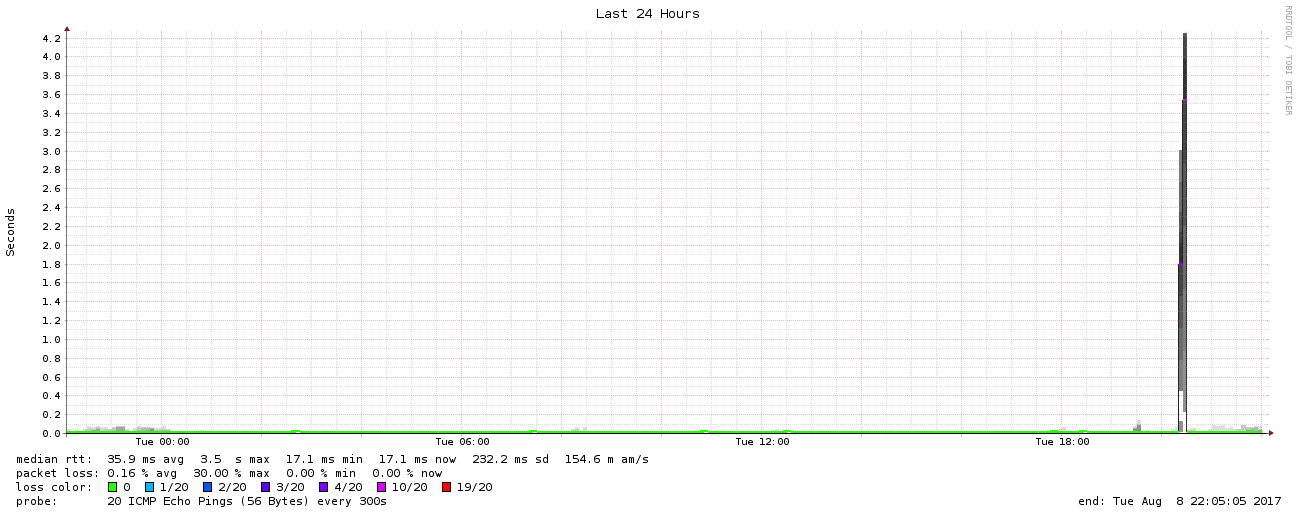 Last 24 Hours
RRDTOOL / TOBI OETIKER
Seconds
4.2
4.0
3.8
3.6
3.4
3.2
3.0
2.8
2.6
2.4
2.2
2.0
1.8
1.6
1.4
1.2
1.0
0.8
0.6
0.4
0.2
0.0
Tue 00:00 Tue 06:00 Tue 12:00 Tue 18:00
median rtt: 35.9 ms avg 3.5 s max 17.1 ms min 17.1 ms now 232.2 ms sd 154.6 m am/s
packet loss: 0.16 % avg 30.00 % max 0.00 % min 0.00 % now
loss color: 0 1/20 2/20 3/20 4/20 10/20 19/20
probe: 20 ICMP Echo Pings (56 Bytes) every 300s end: Tue Aug 8 22:05:05 2017